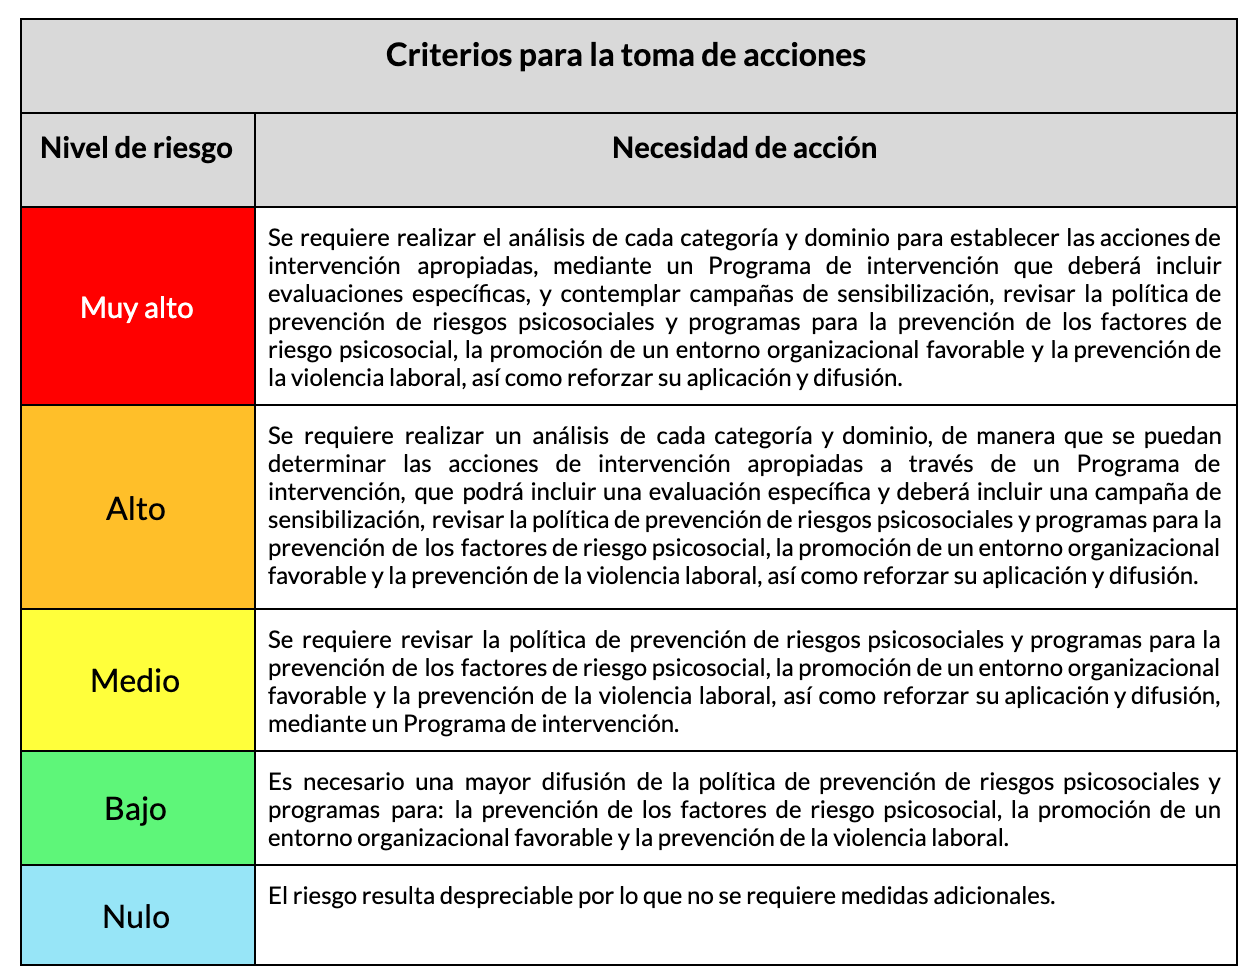 Criterios para la toma de acciones
Nivel de riesgo
Necesidad de acción
Muy alto
Se requiere realizar el análisis de cada categoría y dominio para establecer las acciones de
intervención apropiadas, mediante un Programa de intervención que deberá incluir
evaluaciones específicas, y contemplar campañas de sensibilización, revisar la política de
prevención de riesgos psicosociales y programas para la prevención de los factores de
riesgo psicosocial, la promoción de un entorno organizacional favorable y la prevención de
la violencia laboral, así como reforzar su aplicación y difusión.
Alto
Se requiere realizar un análisis de cada categoría y dominio, de manera que se puedan
determinar las acciones de intervención apropiadas a través de un Programa de
intervención, que podrá incluir una evaluación específica y deberá incluir una campaña de
sensibilización, revisar la política de prevención de riesgos psicosociales y programas para la
prevención de los factores de riesgo psicosocial, la promoción de un entorno organizacional
favorable y la prevención de la violencia laboral, así como reforzar su aplicación y difusión.
Medio
Se requiere revisar la política de prevención de riesgos psicosociales y programas para la
prevención de los factores de riesgo psicosocial, la promoción de un entorno organizacional
favorable y la prevención de la violencia laboral, así como reforzar su aplicación y difusión,
mediante un Programa de intervención.
Bajo
Es necesario una mayor difusión de la política de prevención de riesgos psicosociales y
programas para: la prevención de los factores de riesgo psicosocial, la promoción de un
entorno organizacional favorable y la prevención de la violencia laboral.
Nulo
El riesgo resulta despreciable por lo que no se requiere medidas adicionales.